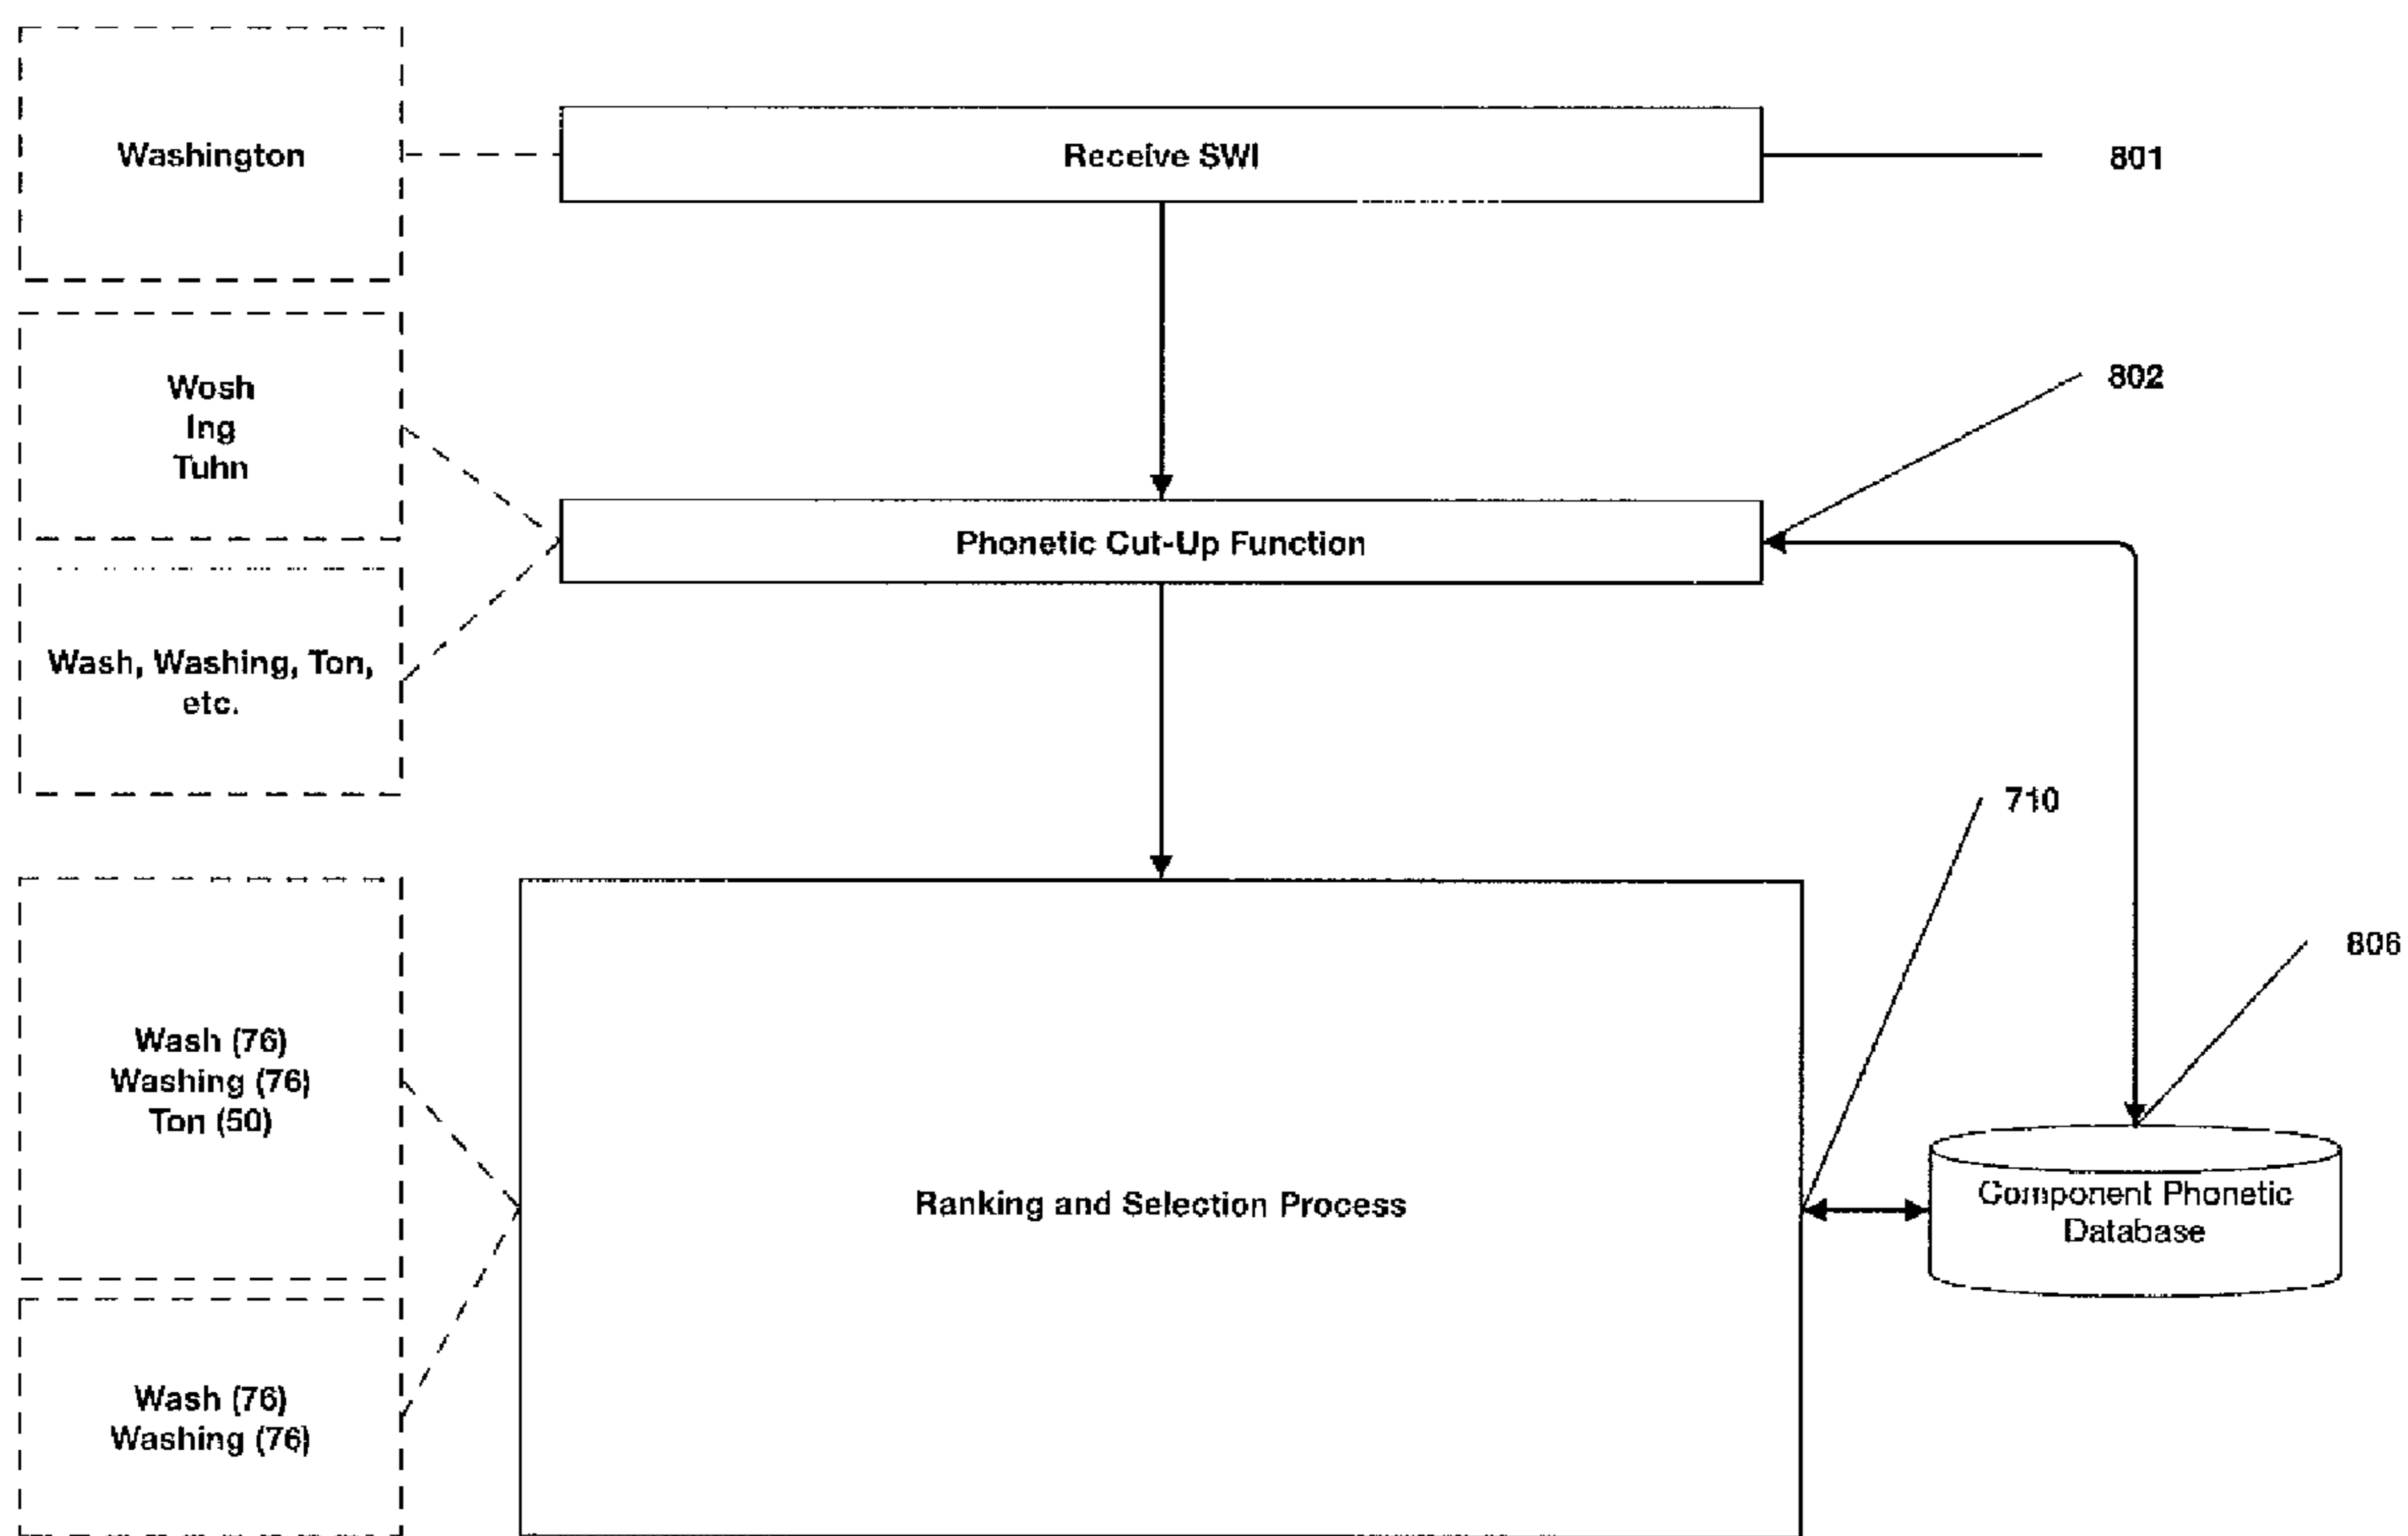 Washington
Receive SWI
801
Wosh
Ing
Tuhn
802
Phonetic Cut-Up Function
Wash, Washing, Ton,
etc.
710
806
Wash (76)
Washing (76)
Ton (50)
Ranking and Selection Process
Component Phonetic
Database
Wash (76)
Washing (76)